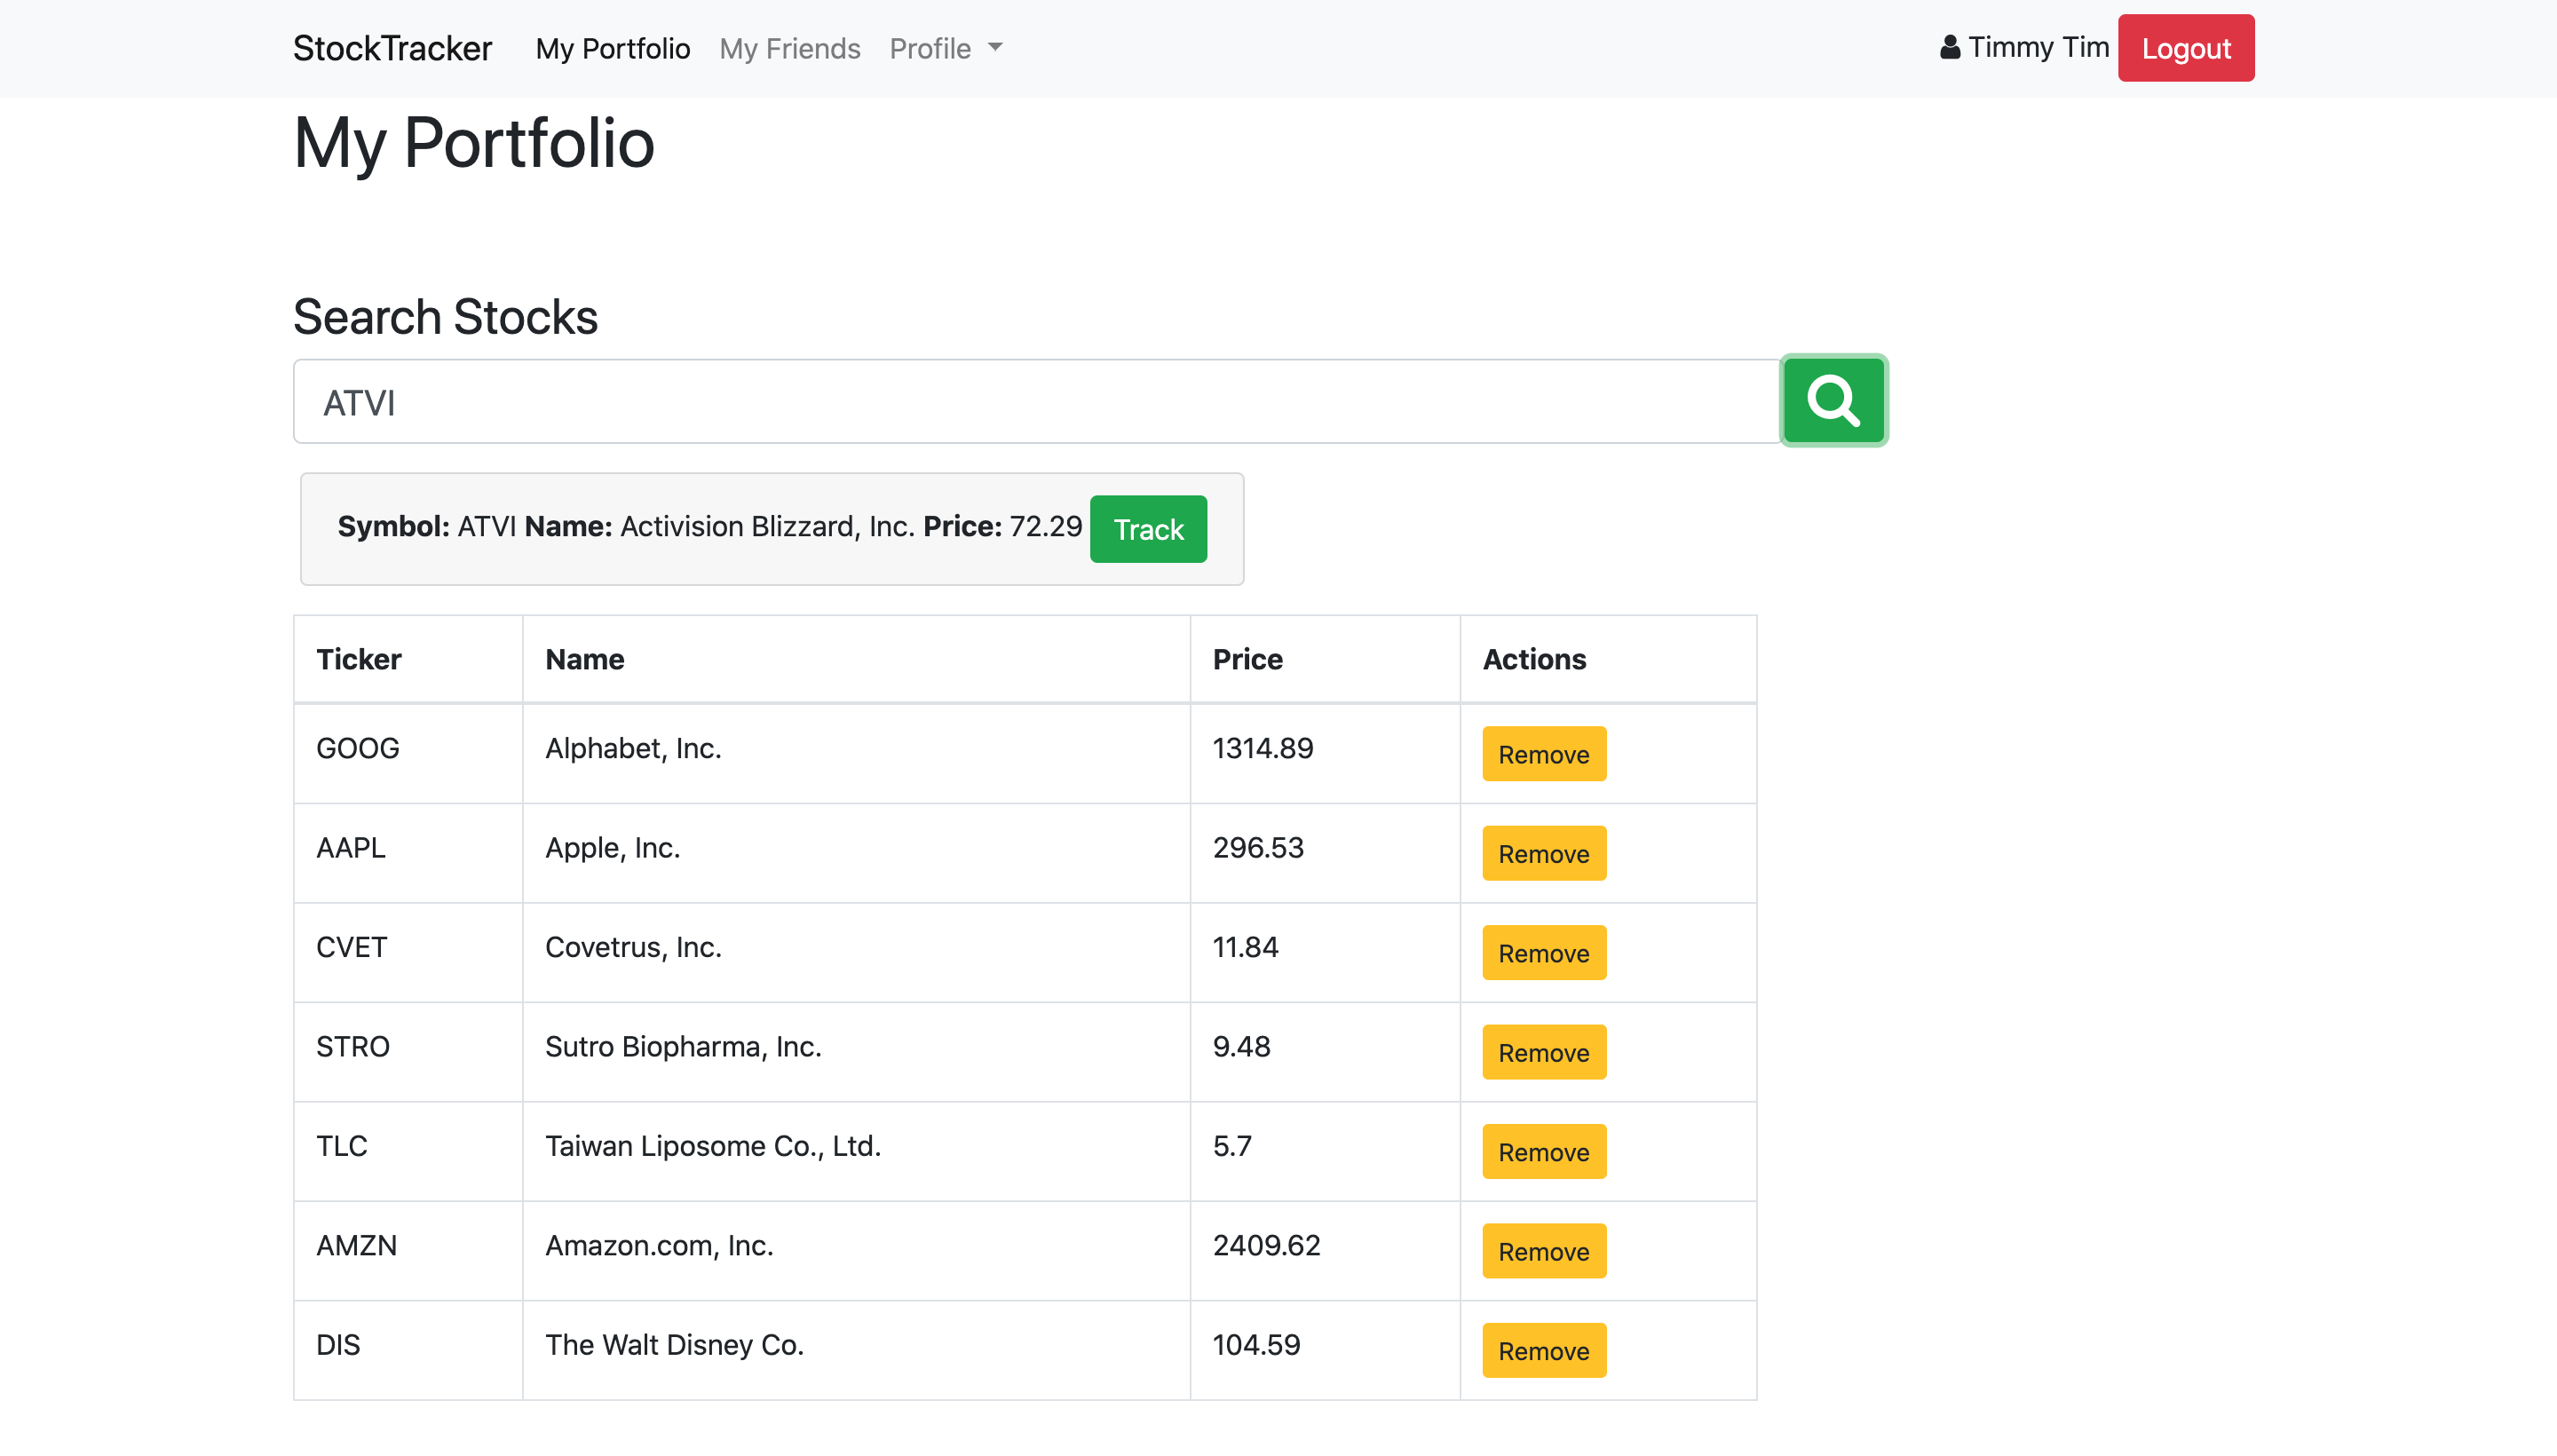 StockTracker My Portfolio My Friends Profile Timmy Tim Logout
My Portfolio
Search Stocks
ATVI
Symbol: ATVI Name: Activision Blizzard, Inc. Price: 72.29 Track
Ticker Name Price Actions
GOOG Alphabet, Inc. 1314.89 Remove
AAPL Apple, Inc. 296.53 Remove
CVET Covetrus, Inc. 11.84 Remove
STRO Sutro Biopharma, Inc. 9.48 Remove
TLC Taiwan Liposome Co., Ltd. 5.7 Remove
AMZN Amazon.com, Inc. 2409.62 Remove
DIS The Walt Disney Co. 104.59 Remove